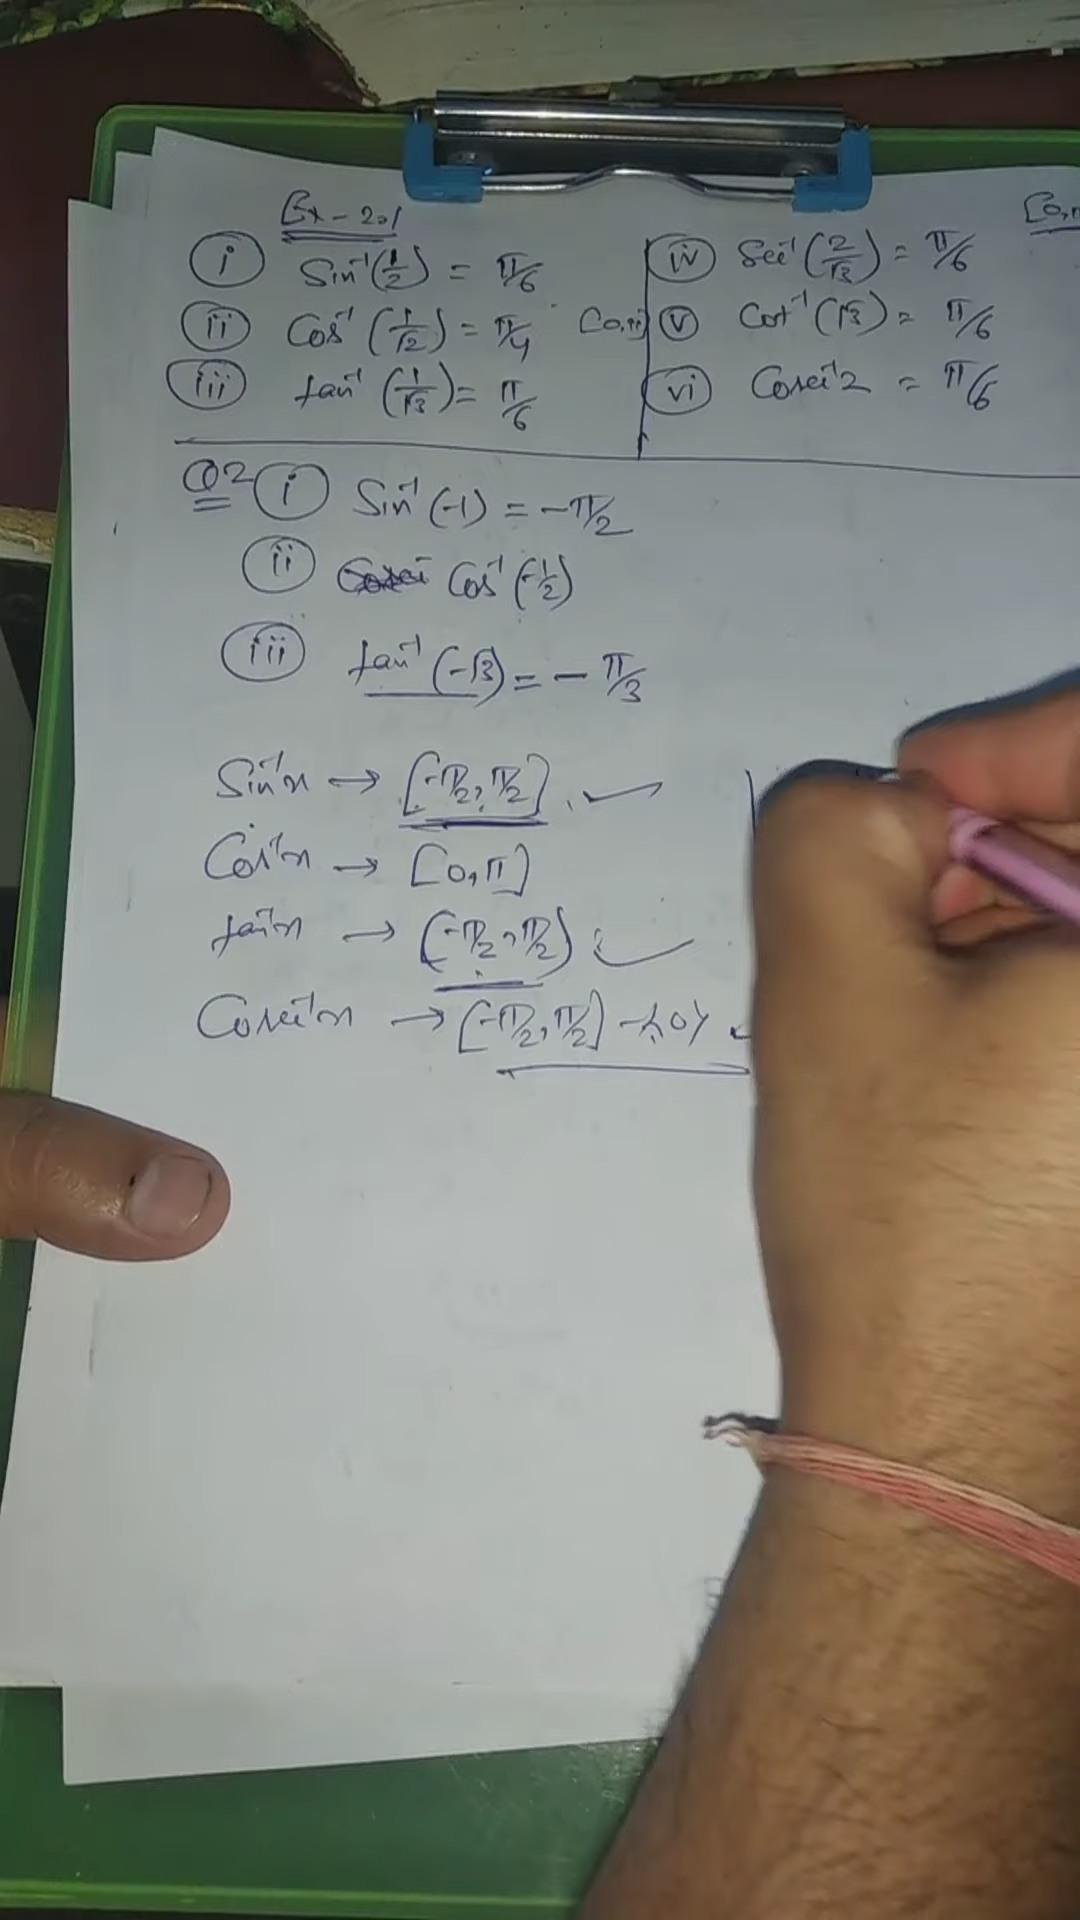 Ex - 2.1
(i) Sin⁻¹(1/2) = π/6
(ii) Cos⁻¹(1/√2) = π/4 [0,π]
(iii) tan⁻¹(1/√3) = π/6
(iv) Sec⁻¹(2/√3) = π/6
(v) Cot⁻¹(√3) = π/6
(vi) Cosec⁻¹2 = π/6
Q2 (i) Sin⁻¹(-1) = -π/2
(ii) Cos⁻¹(-1/2)
(iii) tan⁻¹(-√3) = - π/3
Sin⁻¹x → [-π/2, π/2]
Cos⁻¹x → [0, π]
tan⁻¹x → (-π/2, π/2)
Cosec⁻¹x → [-π/2, π/2] - {0}